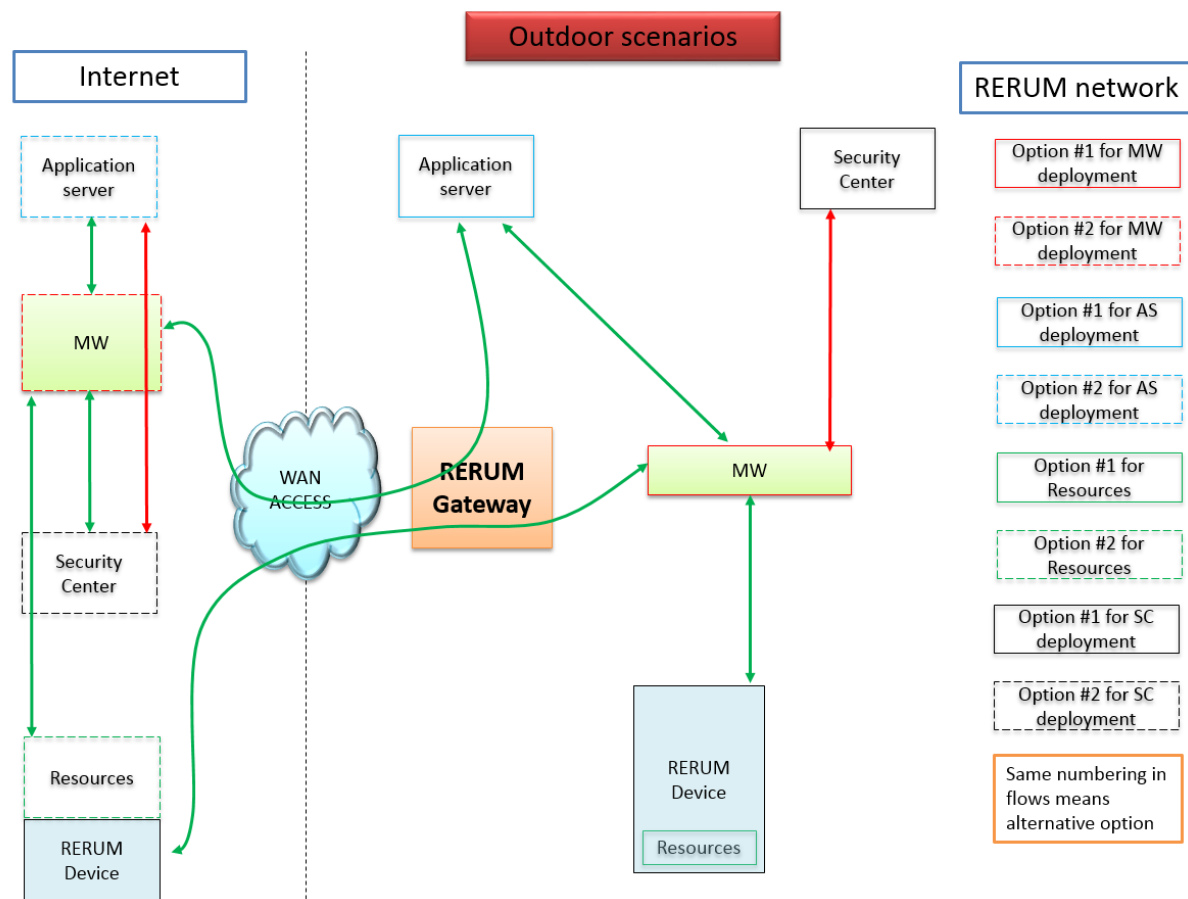 Outdoor scenarios
Internet
RERUM network
Application
server
MW
Security
Center
Resources
RERUM
Device
WAN
ACCESS
Application
server
RERUM
Gateway
Security
Center
MW
RERUM
Device
Resources
Option #1 for MW
deployment
Option #2 for MW
deployment
Option #1 for AS
deployment
Option #2 for AS
deployment
Option #1 for
Resources
Option #2 for
Resources
Option #1 for SC
deployment
Option #2 for SC
deployment
Same numbering in
flows means
alternative option